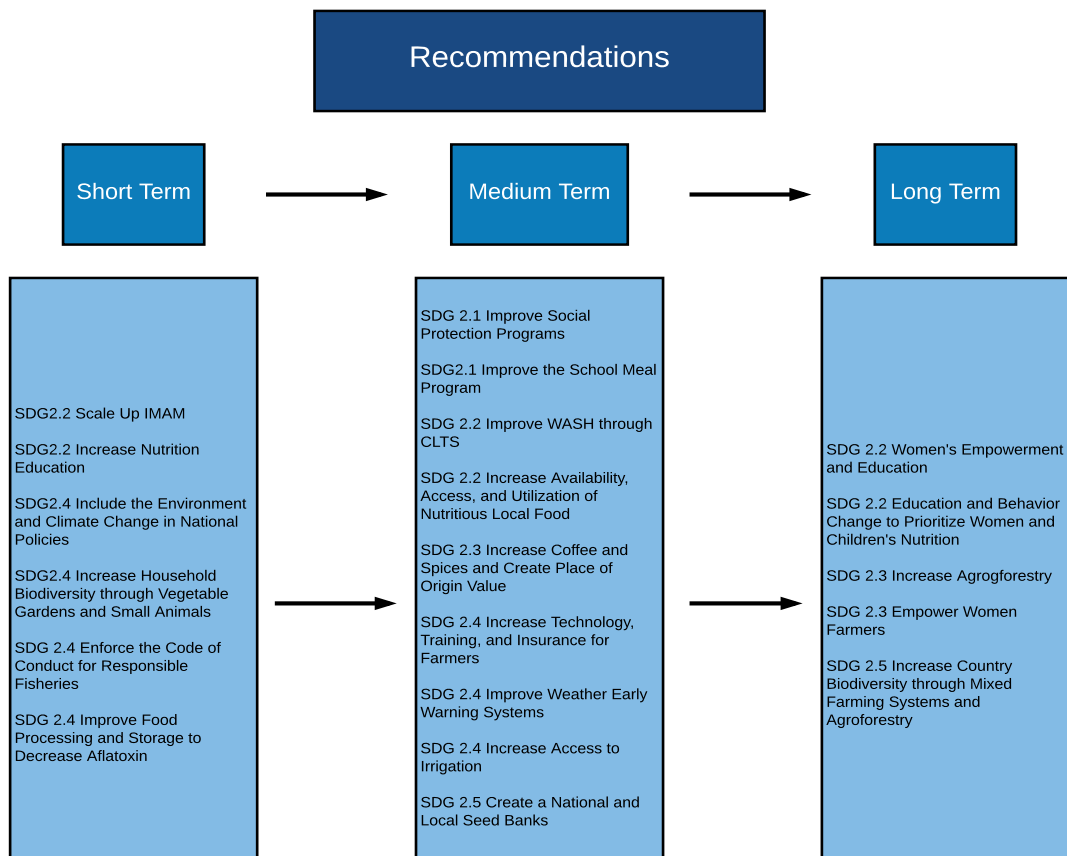 Recommendations
Short Term
Medium Term
Long Term
SDG2.2 Scale Up IMAM
SDG2.2 Increase Nutrition
Education
SDG2.4 Include the Environment
and Climate Change in National
Policies
SDG2.4 Increase Household
Biodiversity through Vegetable
Gardens and Small Animals
SDG 2.4 Enforce the Code of
Conduct for Responsible
Fisheries
SDG 2.4 Improve Food
Processing and Storage to
Decrease Aflatoxin
SDG 2.1 Improve Social
Protection Programs
SDG2.1 Improve the School Meal
Program
SDG 2.2 Improve WASH through
CLTS
SDG 2.2 Increase Availability,
Access, and Utilization of
Nutritious Local Food
SDG 2.3 Increase Coffee and
Spices and Create Place of
Origin Value
SDG 2.4 Increase Technology,
Training, and Insurance for
Farmers
SDG 2.4 Improve Weather Early
Warning Systems
SDG 2.4 Increase Access to
Irrigation
SDG 2.5 Create a National and
Local Seed Banks
SDG 2.2 Women's Empowerment
and Education
SDG 2.2 Education and Behavior
Change to Prioritize Women and
Children's Nutrition
SDG 2.3 Increase Agrogforestry
SDG 2.3 Empower Women
Farmers
SDG 2.5 Increase Country
Biodiversity through Mixed
Farming Systems and
Agroforestry